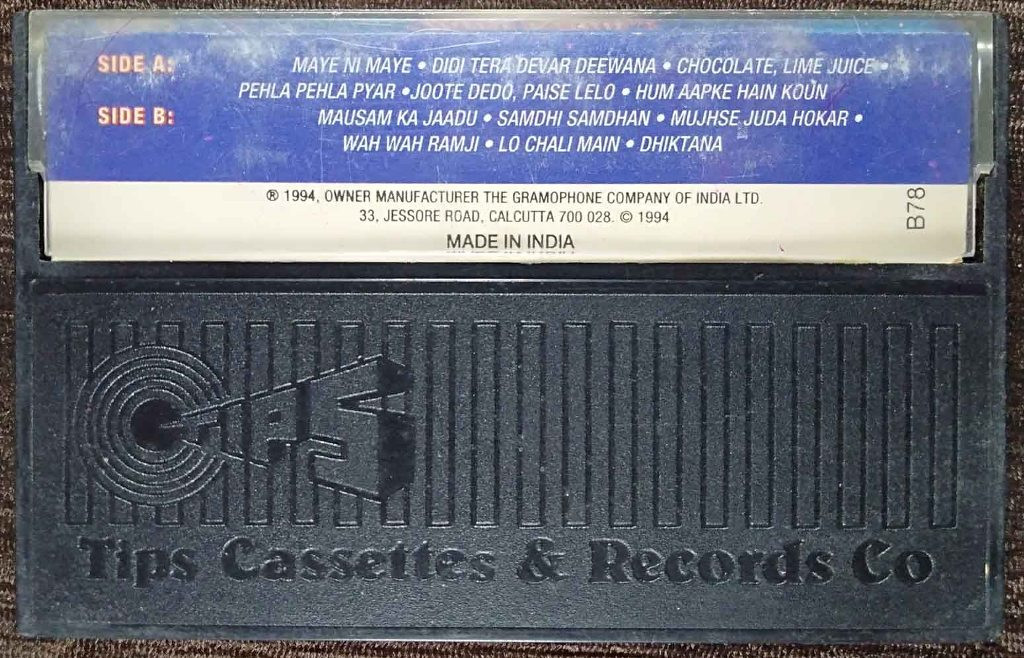 SIDE A: MAYE NI MAYE • DIDI TERA DEVAR DEEWANA • CHOCOLATE, LIME JUICE •
PEHLA PEHLA PYAR •JOOTE DEDO, PAISE LELO • HUM AAPKE HAIN KOUN
SIDE B: MAUSAM KA JAADU • SAMDHI SAMDHAN • MUJHSE JUDA HOKAR •
WAH WAH RAMJI • LO CHALI MAIN • DHIKTANA
℗ 1994, OWNER MANUFACTURER THE GRAMOPHONE COMPANY OF INDIA LTD.
33, JESSORE ROAD, CALCUTTA 700 028. © 1994
MADE IN INDIA
B78
TIPS
Tips Cassettes & Records Co